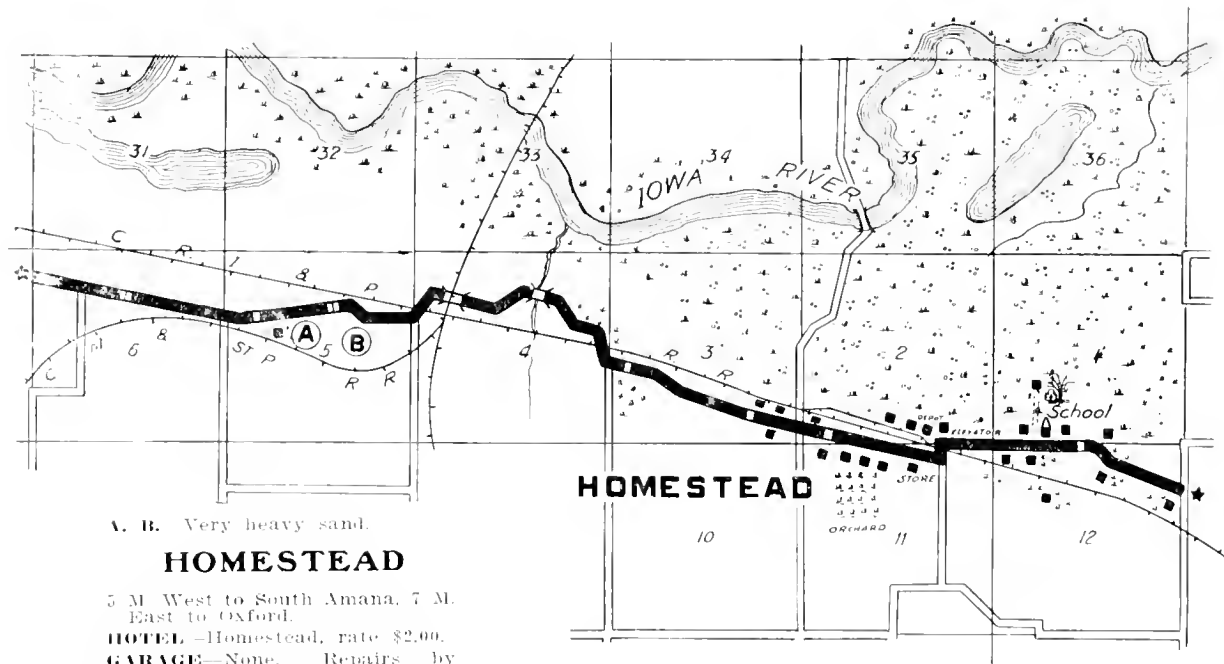 31
32
33
34
35
36
IOWA RIVER
C R I & P R R
A
B
C & ST P R R
6
5
4
3
2
1
School
DEPOT
ELEVATOR
HOMESTEAD
STORE
ORCHARD
10
11
12
A. B. Very heavy sand.
HOMESTEAD
5 M. West to South Amana, 7 M.
East to Oxford.
HOTEL—Homestead, rate $2.00.
GARAGE—None. Repairs by